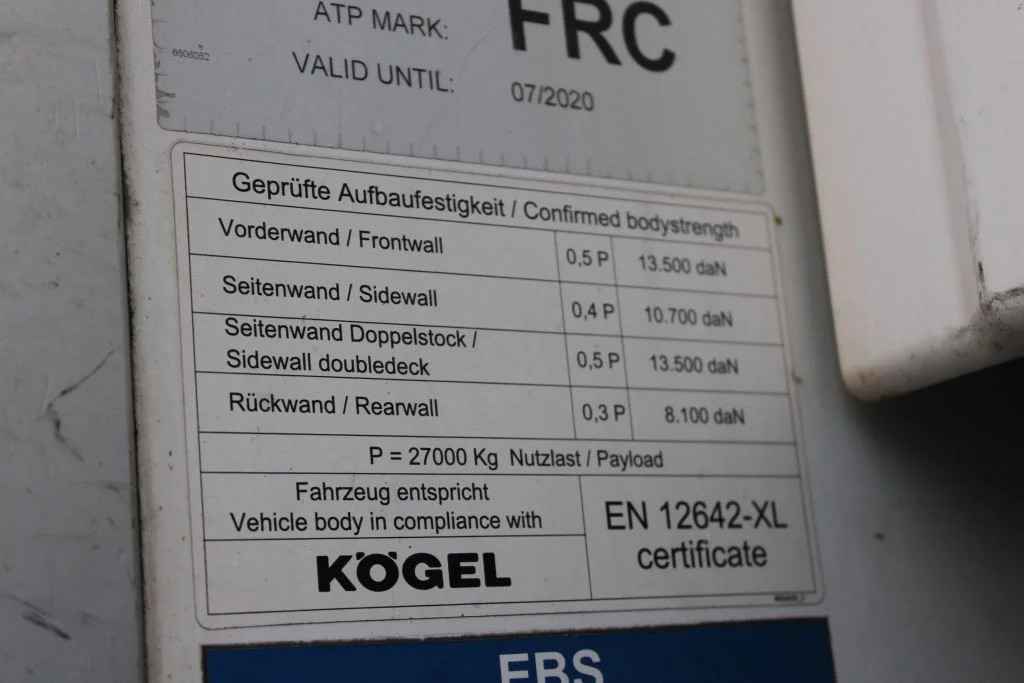 ATP MARK: FRC
6606052
VALID UNTIL: 07/2020
Geprüfte Aufbaufestigkeit / Confirmed bodystrength
Vorderwand / Frontwall 0,5 P 13.500 daN
Seitenwand / Sidewall 0,4 P 10.700 daN
Seitenwand Doppelstock /
Sidewall doubledeck 0,5 P 13.500 daN
Rückwand / Rearwall 0,3 P 8.100 daN
P = 27000 Kg Nutzlast / Payload
Fahrzeug entspricht
Vehicle body in compliance with
KÖGEL
EN 12642-XL
certificate
EBS